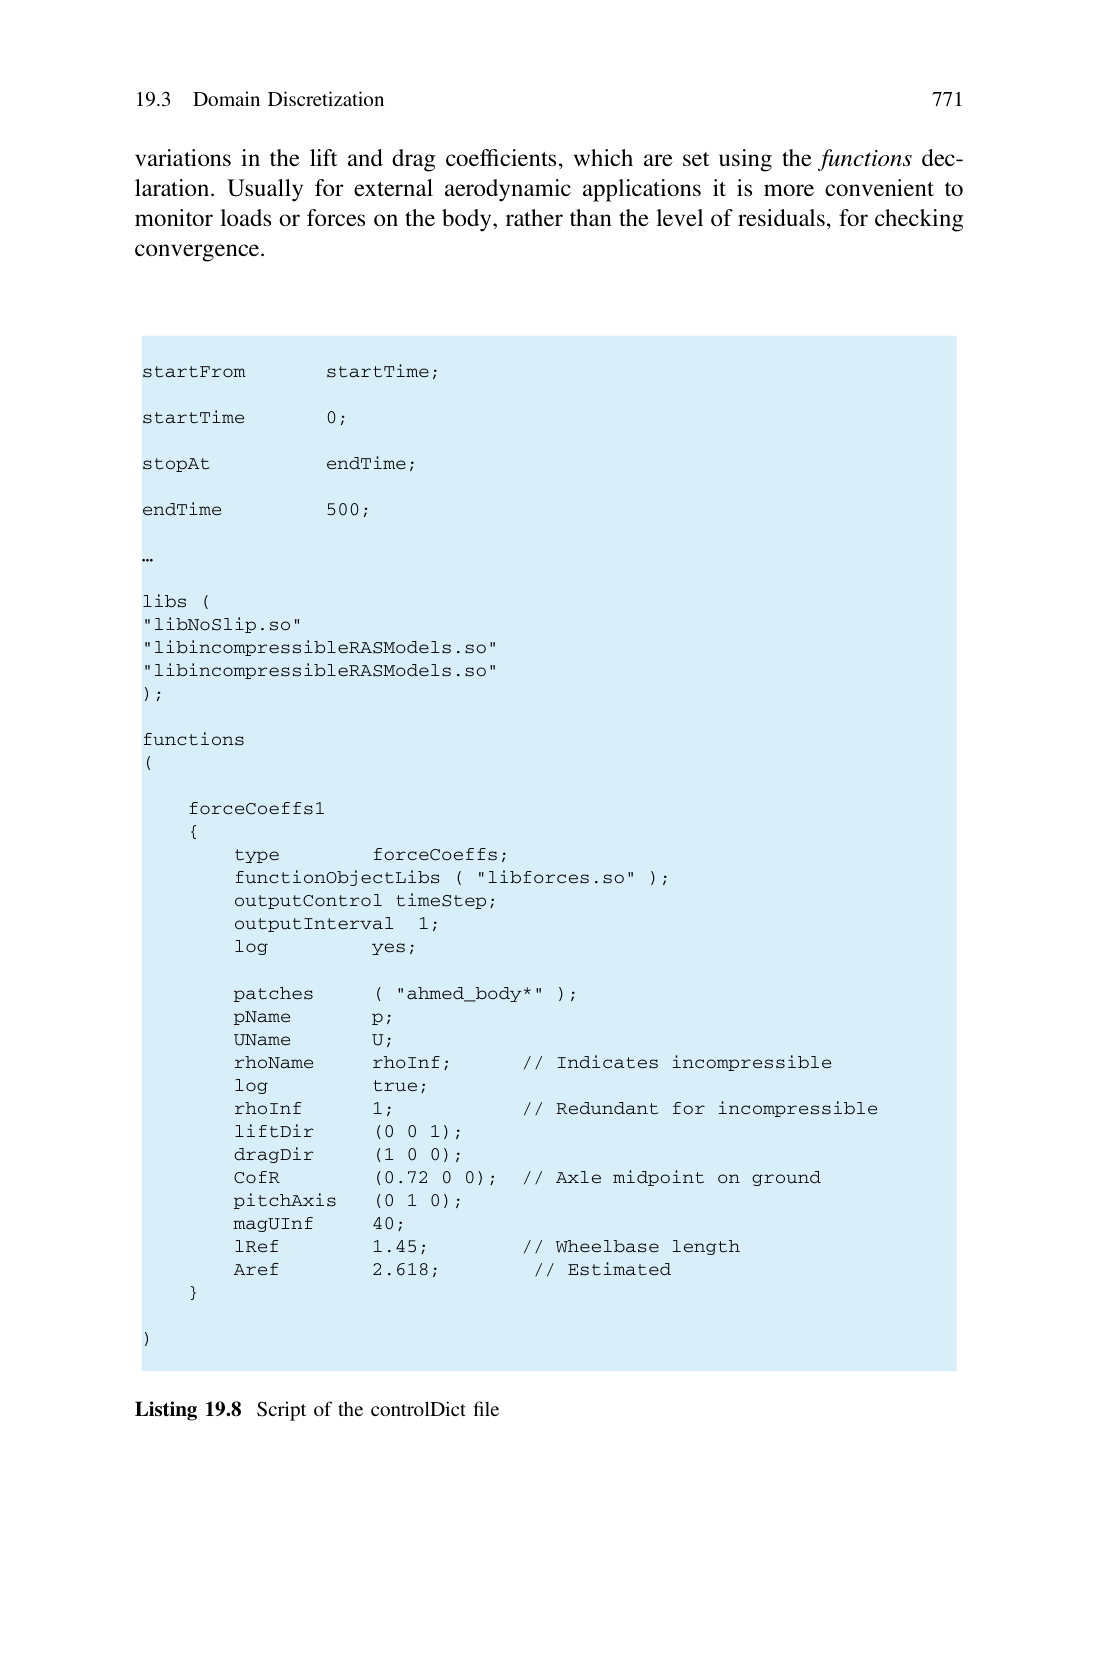 19.3 Domain Discretization 771
variations in the lift and drag coefficients, which are set using the functions dec-
laration. Usually for external aerodynamic applications it is more convenient to
monitor loads or forces on the body, rather than the level of residuals, for checking
convergence.
startFrom startTime;
startTime 0;
stopAt endTime;
endTime 500;
…
libs (
"libNoSlip.so"
"libincompressibleRASModels.so"
"libincompressibleRASModels.so"
);
functions
(
forceCoeffs1
{
type forceCoeffs;
functionObjectLibs ( "libforces.so" );
outputControl timeStep;
outputInterval 1;
log yes;
patches ( "ahmed_body*" );
pName p;
UName U;
rhoName rhoInf; // Indicates incompressible
log true;
rhoInf 1; // Redundant for incompressible
liftDir (0 0 1);
dragDir (1 0 0);
CofR (0.72 0 0); // Axle midpoint on ground
pitchAxis (0 1 0);
magUInf 40;
lRef 1.45; // Wheelbase length
Aref 2.618; // Estimated
}
)
Listing 19.8 Script of the controlDict file